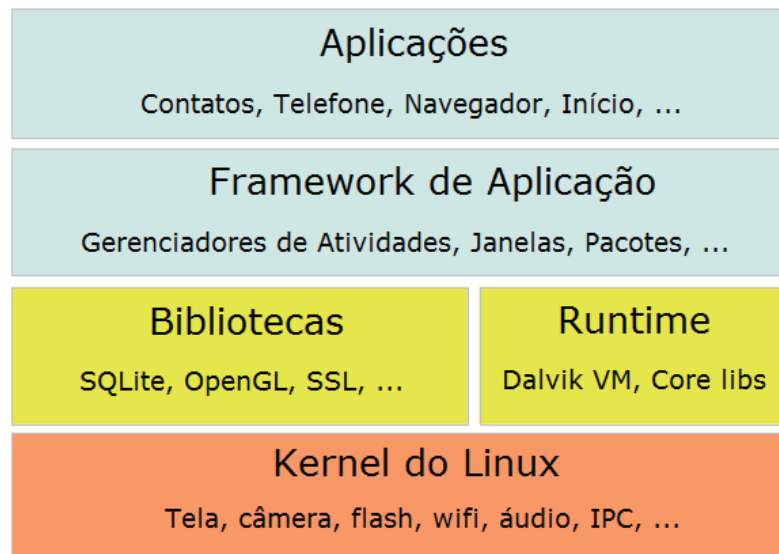 Aplicações
Contatos, Telefone, Navegador, Início, ...
Framework de Aplicação
Gerenciadores de Atividades, Janelas, Pacotes, ...
Bibliotecas
SQLite, OpenGL, SSL, ...
Runtime
Dalvik VM, Core libs
Kernel do Linux
Tela, câmera, flash, wifi, áudio, IPC, ...